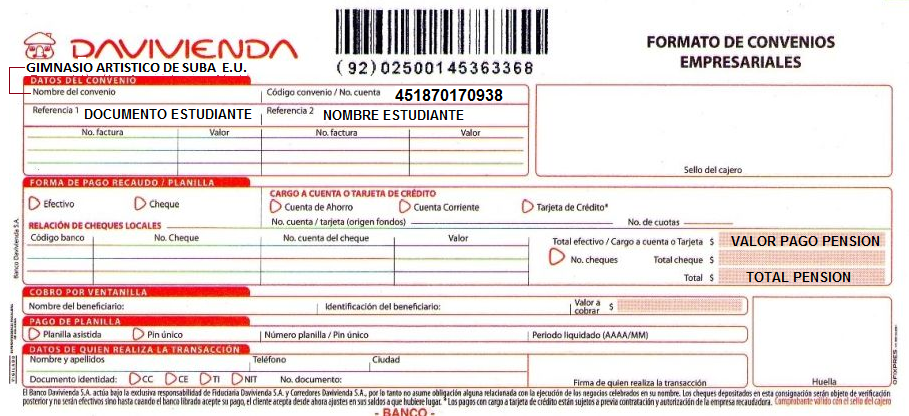 DAVIVIENDA
(92)02500145363368
FORMATO DE CONVENIOS
EMPRESARIALES
GIMNASIO ARTISTICO DE SUBA E.U.
DATOS DEL CONVENIO
Nombre del convenio
Código convenio / No. cuenta 451870170938
Referencia 1 DOCUMENTO ESTUDIANTE Referencia 2 NOMBRE ESTUDIANTE
No. factura Valor No. factura Valor
Sello del cajero
FORMA DE PAGO RECAUDO / PLANILLA
CARGO A CUENTA O TARJETA DE CRÉDITO
Efectivo Cheque Cuenta de Ahorro Cuenta Corriente Tarjeta de Crédito*
No. cuenta / tarjeta (origen fondos) No. de cuotas
RELACIÓN DE CHEQUES LOCALES
Código banco No. Cheque No. cuenta del cheque Valor
Total efectivo / Cargo a cuenta o Tarjeta $ VALOR PAGO PENSION
No. cheques Total cheque $
Total $ TOTAL PENSION
Banco Davivienda S.A.
COBRO POR VENTANILLA
Nombre del beneficiario: Identificación del beneficiario: Valor a
cobrar $
PAGO DE PLANILLA
Planilla asistida Pin único Número planilla / Pin único Periodo liquidado (AAAA/MM)
DATOS DE QUIEN REALIZA LA TRANSACCIÓN
Nombre y apellidos Teléfono Ciudad
Documento identidad: CC CE TI NIT No. documento:
Firma de quien realiza la transacción
Huella
El Banco Davivienda S.A. actúa bajo la exclusiva responsabilidad de Fiduciaria Davivienda S.A. y Corredores Davivienda S.A., por lo tanto no asume obligación alguna relacionada con la ejecución de los negocios celebrados en su nombre. Los cheques depositados en esta consignación serán objeto de verificación
posterior y no serán efectivos sino hasta cuando el banco librado acepte su pago, el cliente acepta desde ahora ajustes en sus saldos a que hubiere lugar. * Los pagos con cargo a tarjeta de crédito están sujetos a previa contratación y autorización de la empresa recaudadora. Comprobante válido con el sello del cajero
- BANCO -